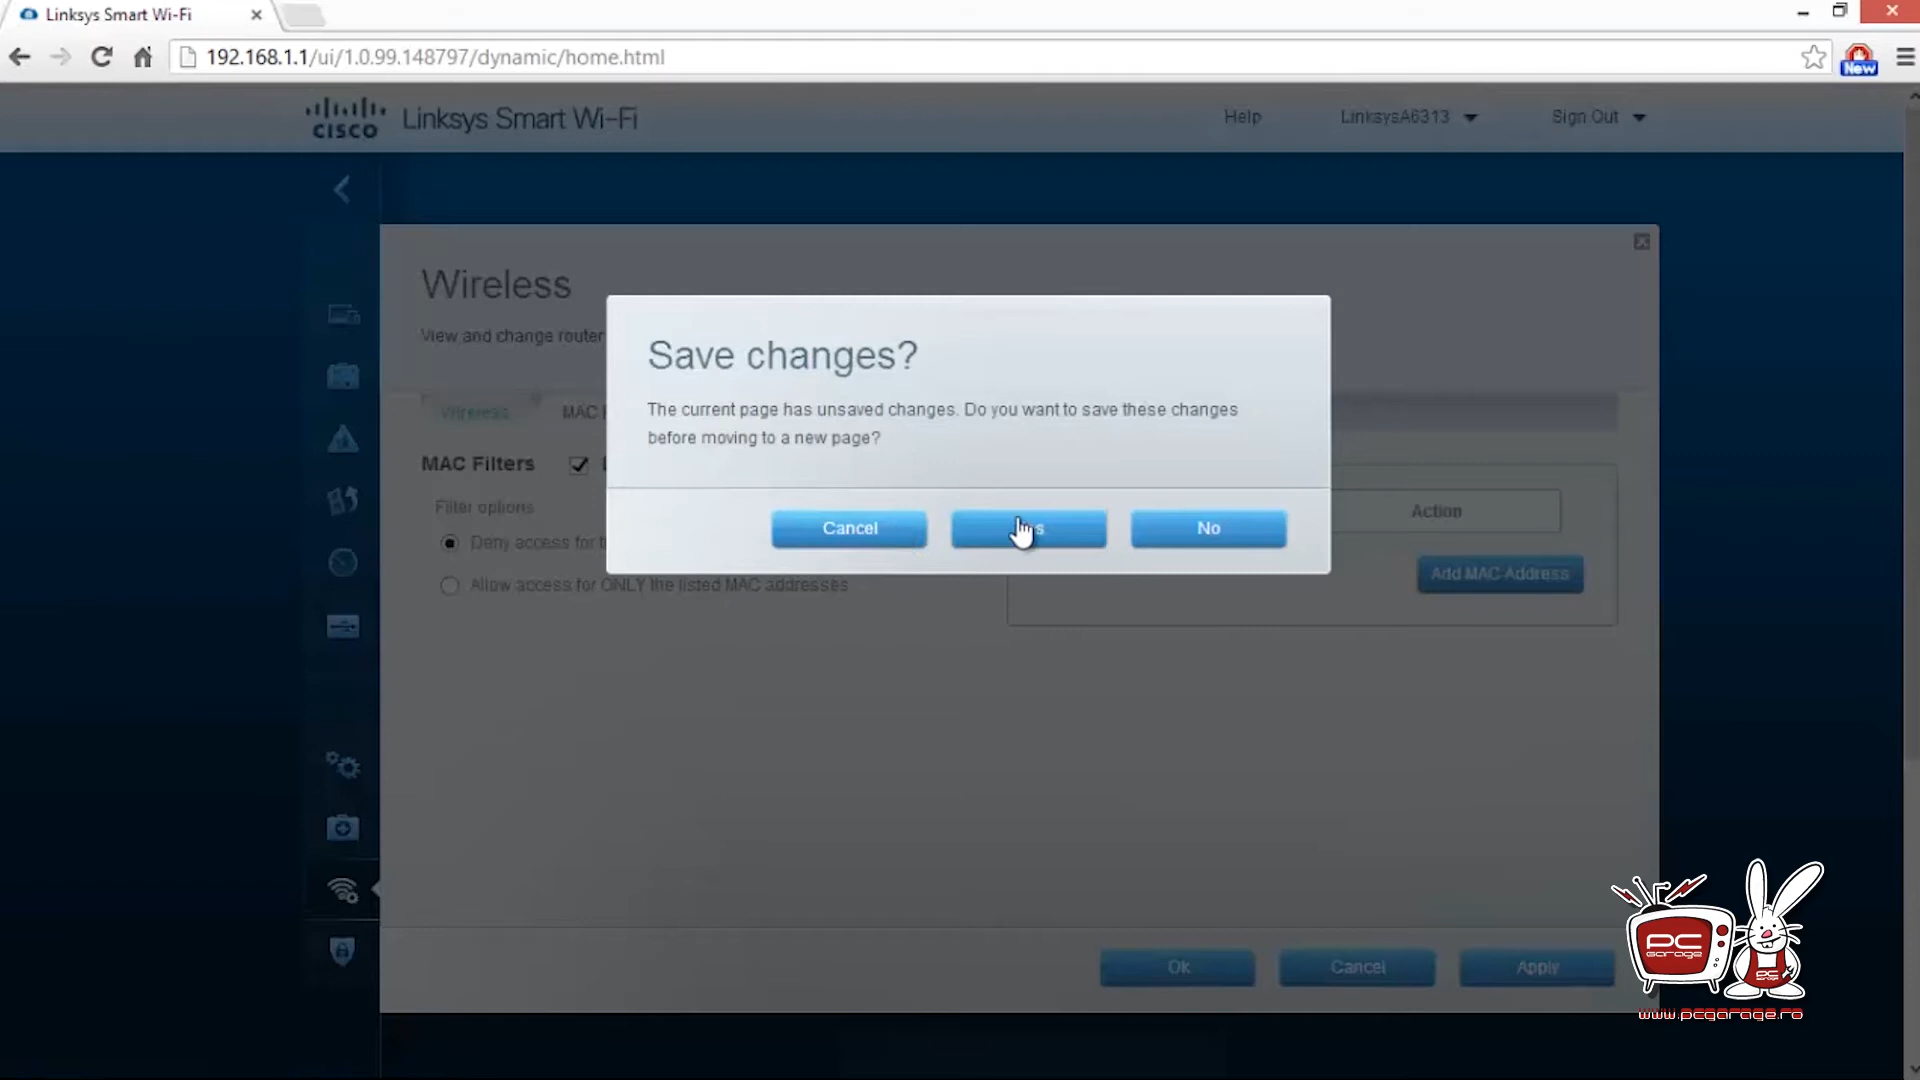 Linksys Smart Wi-Fi
192.168.1.1/ui/1.0.99.148797/dynamic/home.html
New
CISCO
Linksys Smart Wi-Fi
Help
LinksysA6313
Sign Out
Wireless
View and change router
Wireless
MAC
Save changes?
The current page has unsaved changes. Do you want to save these changes
before moving to a new page?
Cancel
No
MAC Filters
Filter options
Deny access for
Allow access for ONLY the listed MAC addresses
Action
Add MAC Address
Ok
Cancel
Apply
PC
Garage
PC
www.pcgarage.ro